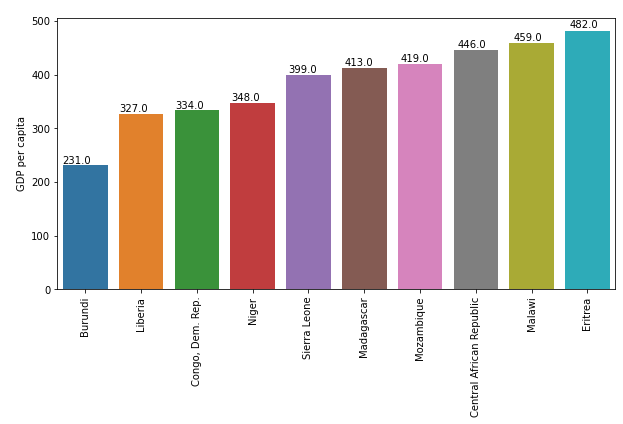 GDP per capita
500
400
300
200
100
0
231.0
327.0
334.0
348.0
399.0
413.0
419.0
446.0
459.0
482.0
Burundi
Liberia
Congo, Dem. Rep.
Niger
Sierra Leone
Madagascar
Mozambique
Central African Republic
Malawi
Eritrea